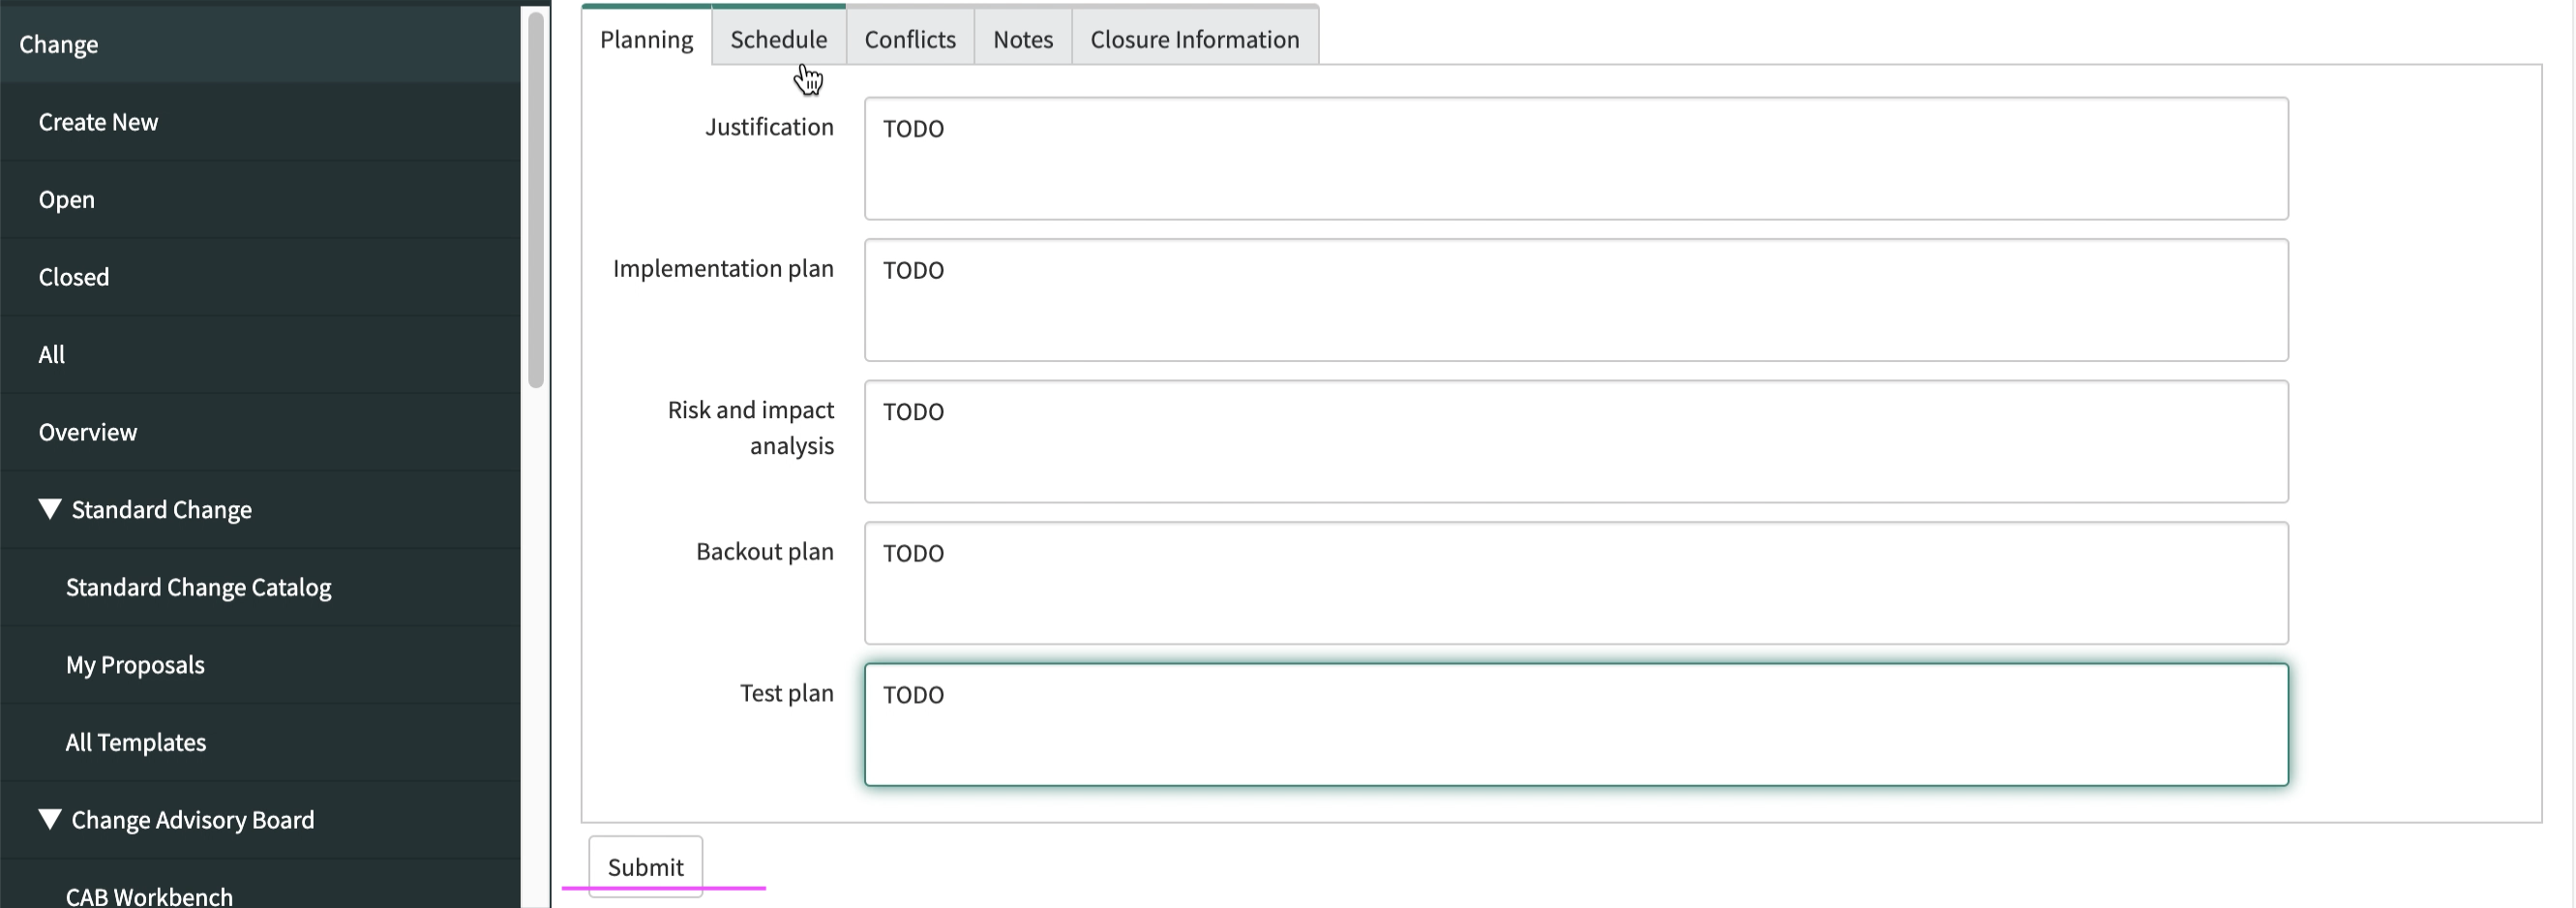 Change
Create New
Open
Closed
All
Overview
Standard Change
Standard Change Catalog
My Proposals
All Templates
Change Advisory Board
CAB Workbench
Planning Schedule Conflicts Notes Closure Information
Justification TODO
Implementation plan TODO
Risk and impact TODO
analysis
Backout plan TODO
Test plan TODO
Submit